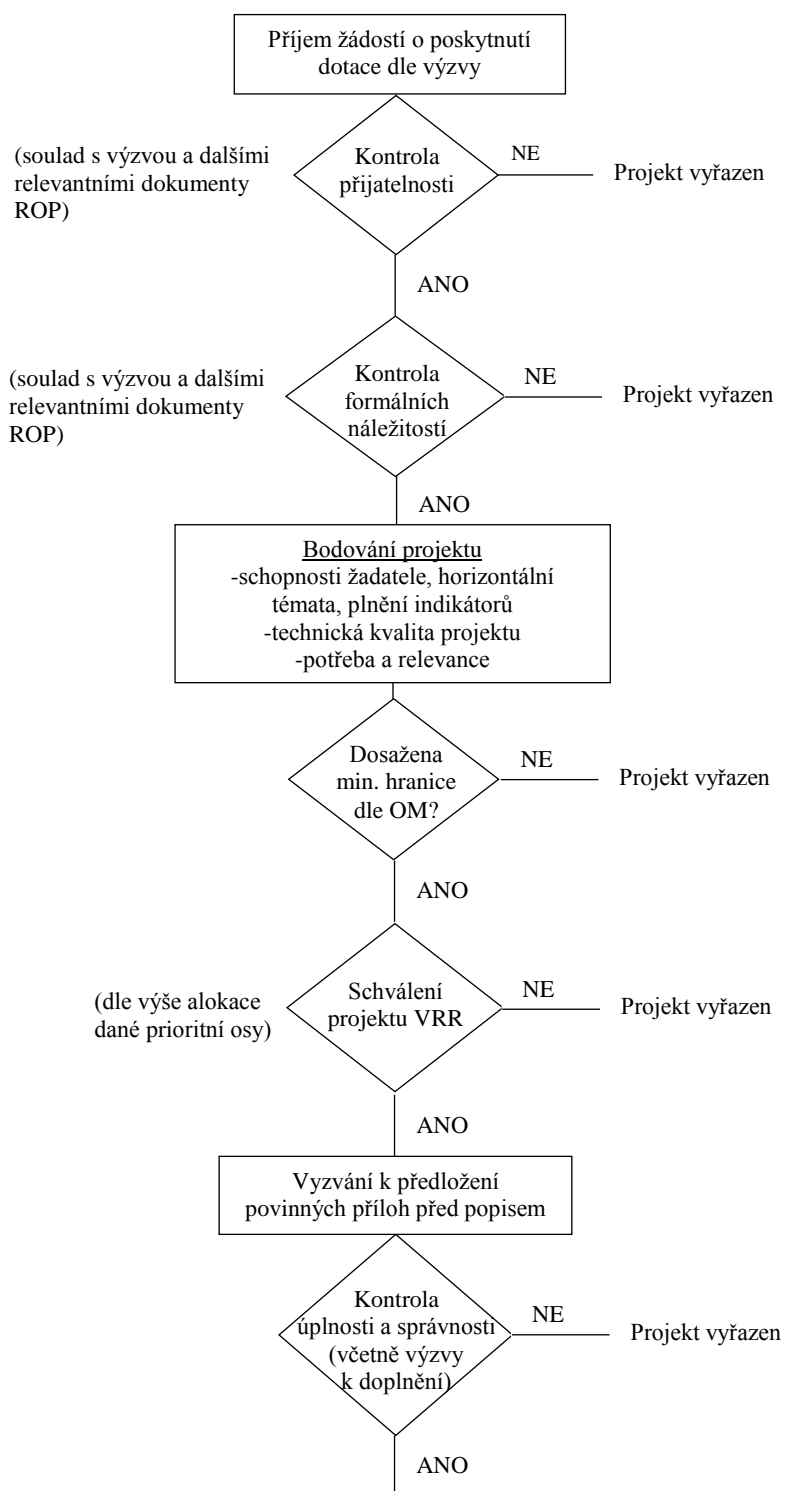 Příjem žádostí o poskytnutí
dotace dle výzvy
(soulad s výzvou a dalšími
relevantními dokumenty
ROP)
Kontrola
přijatelnosti
NE
Projekt vyřazen
ANO
(soulad s výzvou a dalšími
relevantními dokumenty
ROP)
Kontrola
formálních
náležitostí
NE
Projekt vyřazen
ANO
Bodování projektu
-schopnosti žadatele, horizontální
témata, plnění indikátorů
-technická kvalita projektu
-potřeba a relevance
Dosažena
min. hranice
dle OM?
NE
Projekt vyřazen
ANO
(dle výše alokace
dané prioritní osy)
Schválení
projektu VRR
NE
Projekt vyřazen
ANO
Vyzvání k předložení
povinných příloh před popisem
Kontrola
úplnosti a správnosti
(včetně výzvy
k doplnění)
NE
Projekt vyřazen
ANO